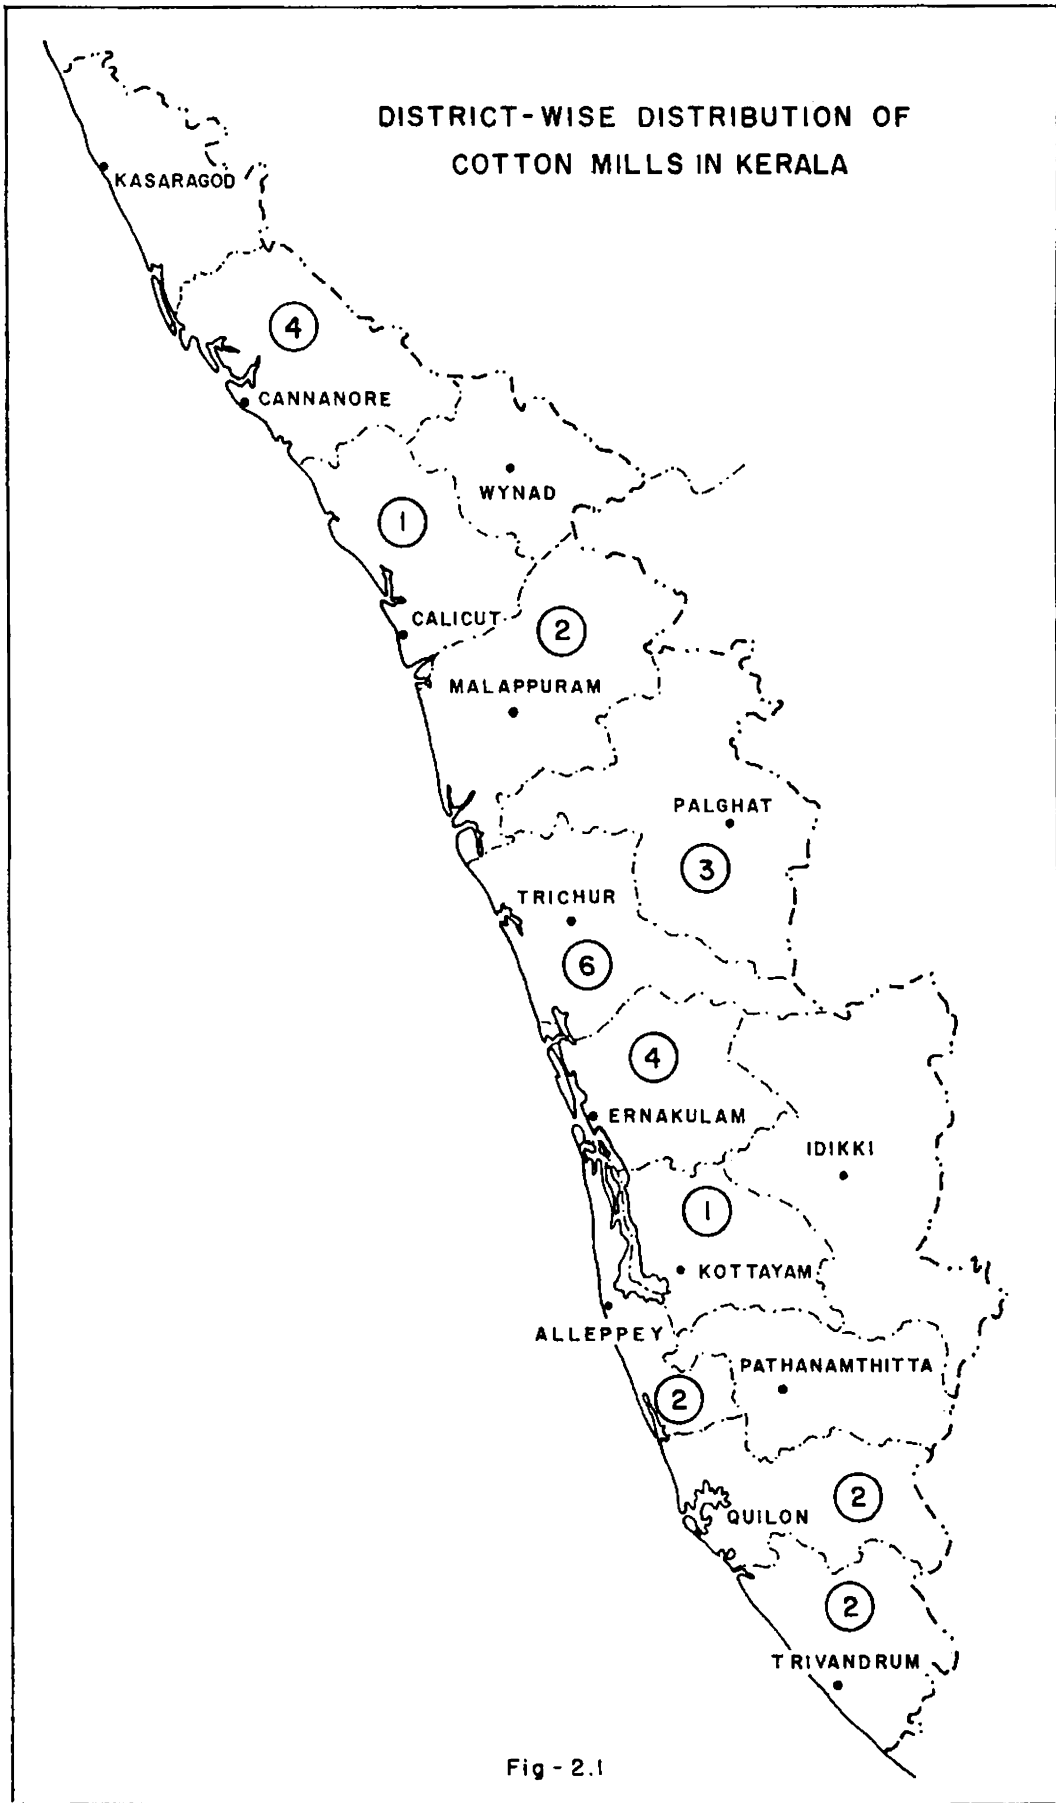 DISTRICT-WISE DISTRIBUTION OF
COTTON MILLS IN KERALA
KASARAGOD
4
CANNANORE
WYNAD
1
CALICUT
2
MALAPPURAM
PALGHAT
3
TRICHUR
6
4
ERNAKULAM
IDIKKI
1
KOTTAYAM
ALLEPPEY
PATHANAMTHITTA
2
2
QUILON
2
TRIVANDRUM
Fig-2.1